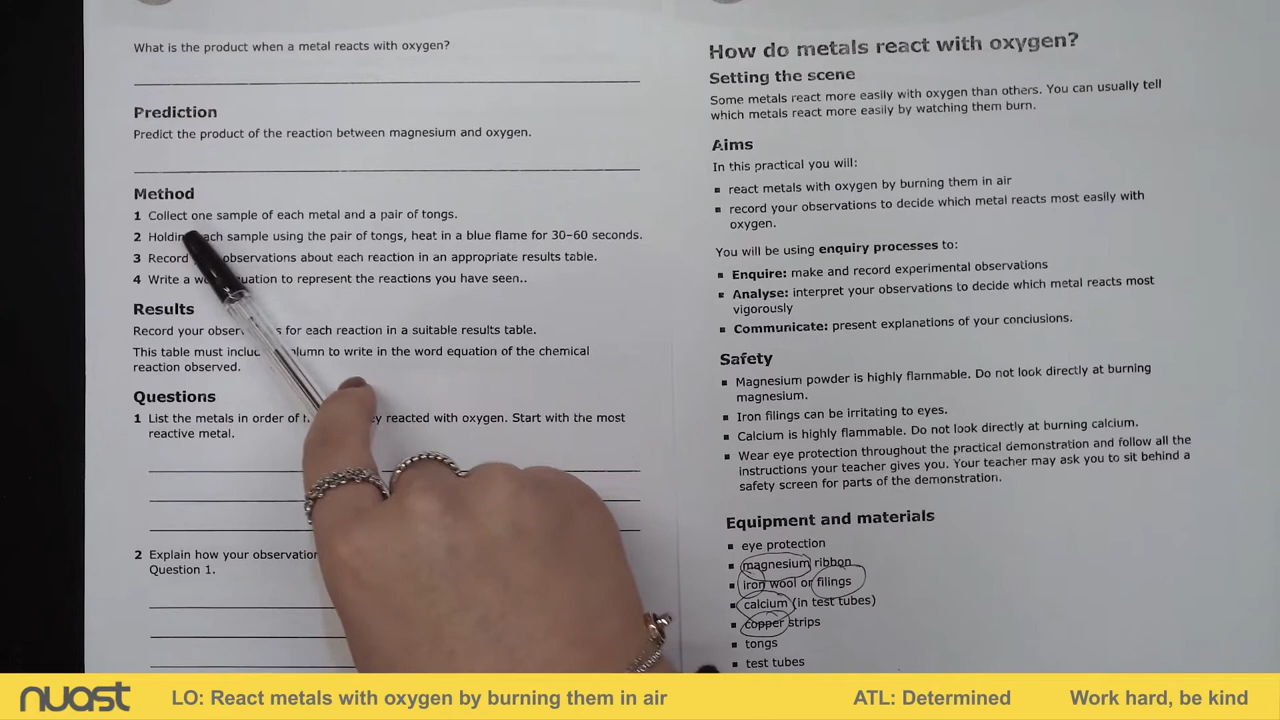 What is the product when a metal reacts with oxygen?
Prediction
Predict the product of the reaction between magnesium and oxygen.
Method
1 Collect one sample of each metal and a pair of tongs.
2 Holding each sample using the pair of tongs, heat in a blue flame for 30–60 seconds.
3 Record observations about each reaction in an appropriate results table.
4 Write a equation to represent the reactions you have seen..
Results
Record your for each reaction in a suitable results table.
This table must column to write in the word equation of the chemical
reaction observed.
Questions
1 List the metals in order of reacted with oxygen. Start with the most
reactive metal.
2 Explain how your
Question 1.
How do metals react with oxygen?
Setting the scene
Some metals react more easily with oxygen than others. You can usually tell
which metals react more easily by watching them burn.
Aims
In this practical you will:
▪ react metals with oxygen by burning them in air
▪ record your observations to decide which metal reacts most easily with
oxygen.
You will be using enquiry processes to:
▪ Enquire: make and record experimental observations
▪ Analyse: interpret your observations to decide which metal reacts most
vigorously
▪ Communicate: present explanations of your conclusions.
Safety
▪ Magnesium powder is highly flammable. Do not look directly at burning
magnesium.
▪ Iron filings can be irritating to eyes.
▪ Calcium is highly flammable. Do not look directly at burning calcium.
▪ Wear eye protection throughout the practical demonstration and follow all the
instructions your teacher gives you. Your teacher may ask you to sit behind a
safety screen for parts of the demonstration.
Equipment and materials
▪ eye protection
▪ magnesium ribbon
▪ iron wool or filings
▪ calcium (in test tubes)
▪ copper strips
▪ tongs
▪ test tubes
nuast
LO: React metals with oxygen by burning them in air
ATL: Determined
Work hard, be kind